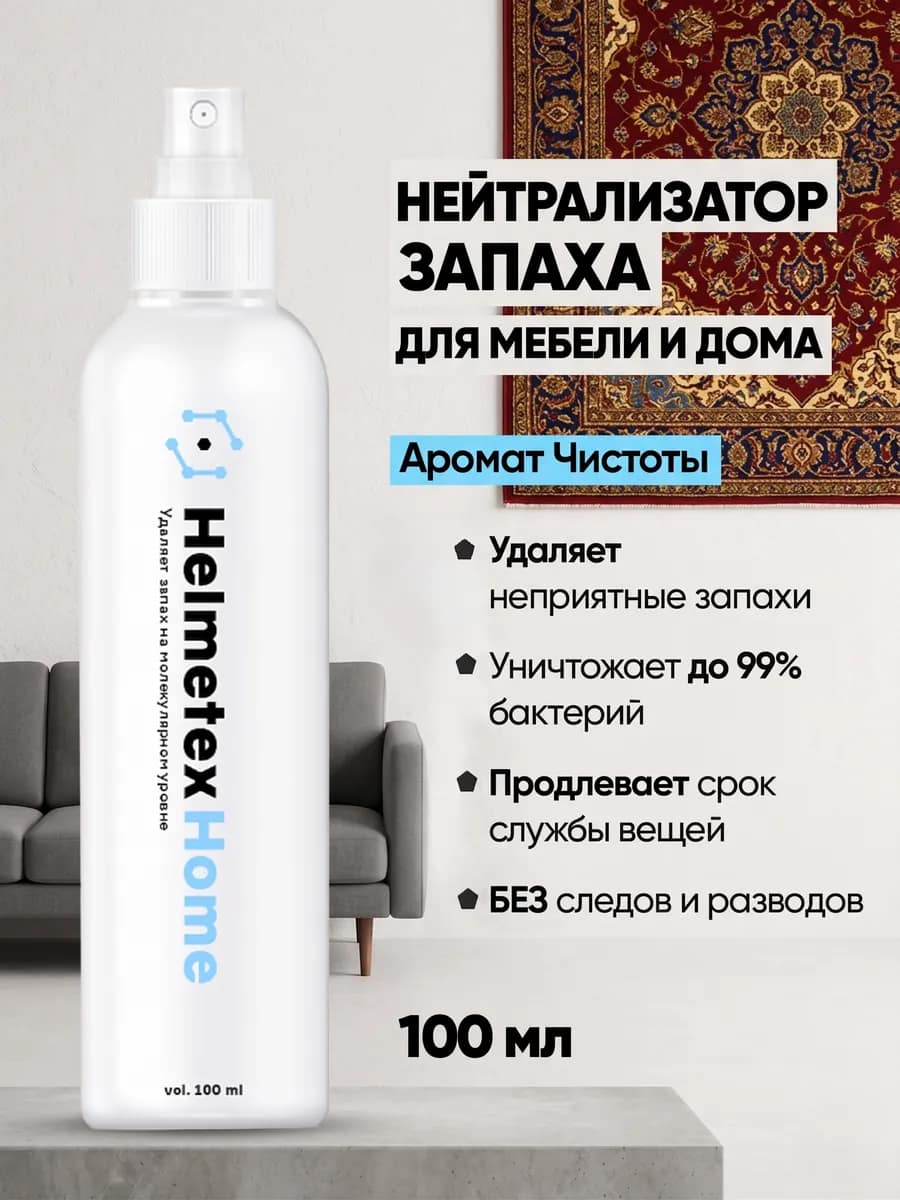 НЕЙТРАЛИЗАТОР
ЗАПАХА
ДЛЯ МЕБЕЛИ И ДОМА
Аромат Чистоты
Удаляет
неприятные запахи
Уничтожает до 99%
бактерий
Продлевает срок
службы вещей
БЕЗ следов и разводов
100 мл
Helmetex Home
Удаляет запах на молекулярном уровне
vol. 100 ml